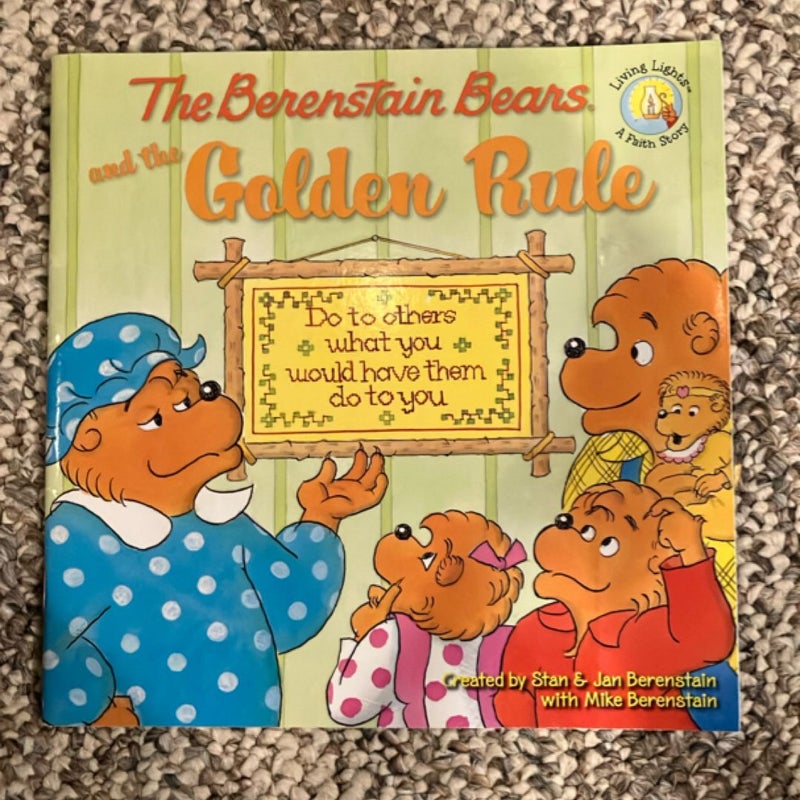 The Berenstain Bears®
and the
Golden Rule
Living Lights™
A Faith Story
Do to others
what you
would have them
do to you
Created by Stan & Jan Berenstain
with Mike Berenstain